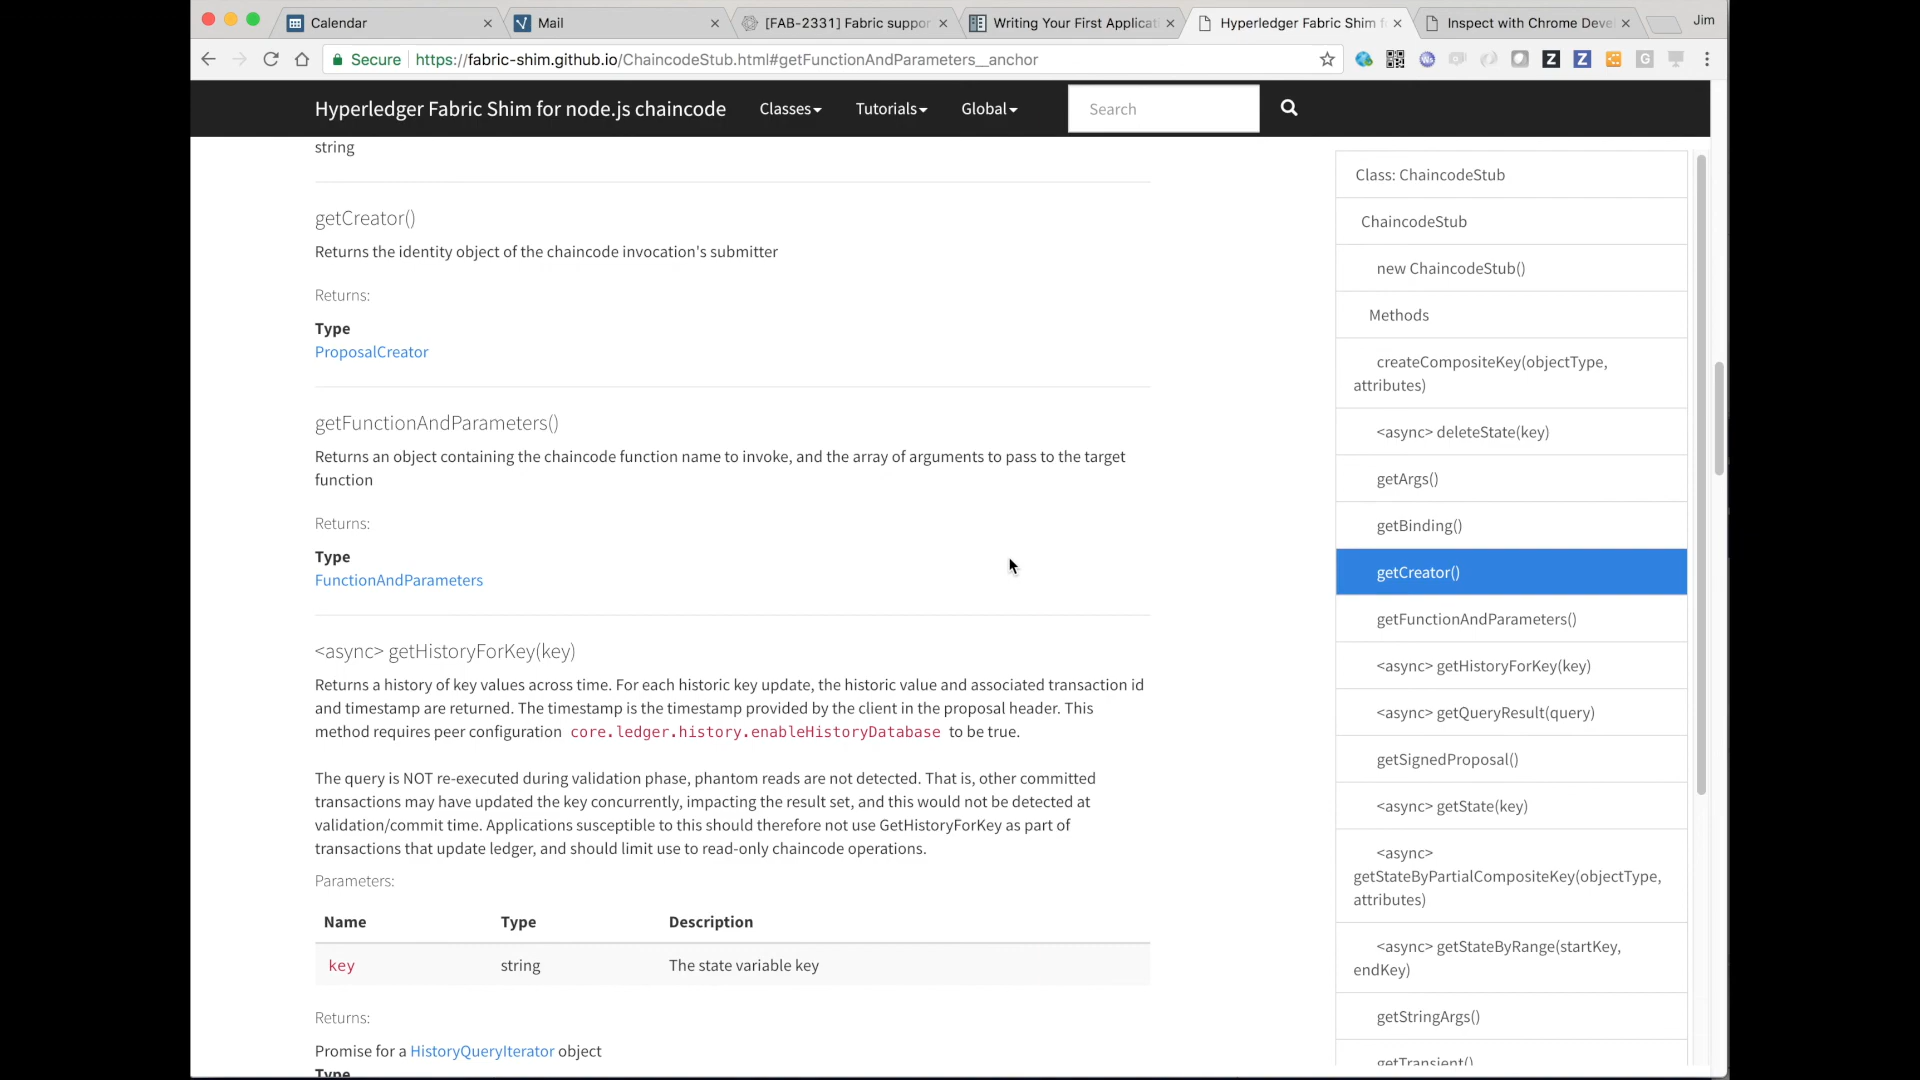 Calendar
Mail
[FAB-2331] Fabric suppor
Writing Your First Applicati
Hyperledger Fabric Shim f
Inspect with Chrome Deve
Jim
Secure
https://fabric-shim.github.io/ChaincodeStub.html#getFunctionAndParameters__anchor
Hyperledger Fabric Shim for node.js chaincode
Classes
Tutorials
Global
Search
string
getCreator()
Returns the identity object of the chaincode invocation's submitter
Returns:
Type
ProposalCreator
getFunctionAndParameters()
Returns an object containing the chaincode function name to invoke, and the array of arguments to pass to the target
function
Returns:
Type
FunctionAndParameters
<async> getHistoryForKey(key)
Returns a history of key values across time. For each historic key update, the historic value and associated transaction id
and timestamp are returned. The timestamp is the timestamp provided by the client in the proposal header. This
method requires peer configuration core.ledger.history.enableHistoryDatabase to be true.
The query is NOT re-executed during validation phase, phantom reads are not detected. That is, other committed
transactions may have updated the key concurrently, impacting the result set, and this would not be detected at
validation/commit time. Applications susceptible to this should therefore not use GetHistoryForKey as part of
transactions that update ledger, and should limit use to read-only chaincode operations.
Parameters:
Name Type Description
key string The state variable key
Returns:
Promise for a HistoryQueryIterator object
Type
Class: ChaincodeStub
ChaincodeStub
new ChaincodeStub()
Methods
createCompositeKey(objectType,
attributes)
<async> deleteState(key)
getArgs()
getBinding()
getCreator()
getFunctionAndParameters()
<async> getHistoryForKey(key)
<async> getQueryResult(query)
getSignedProposal()
<async> getState(key)
<async>
getStateByPartialCompositeKey(objectType,
attributes)
<async> getStateByRange(startKey,
endKey)
getStringArgs()
getTransient()